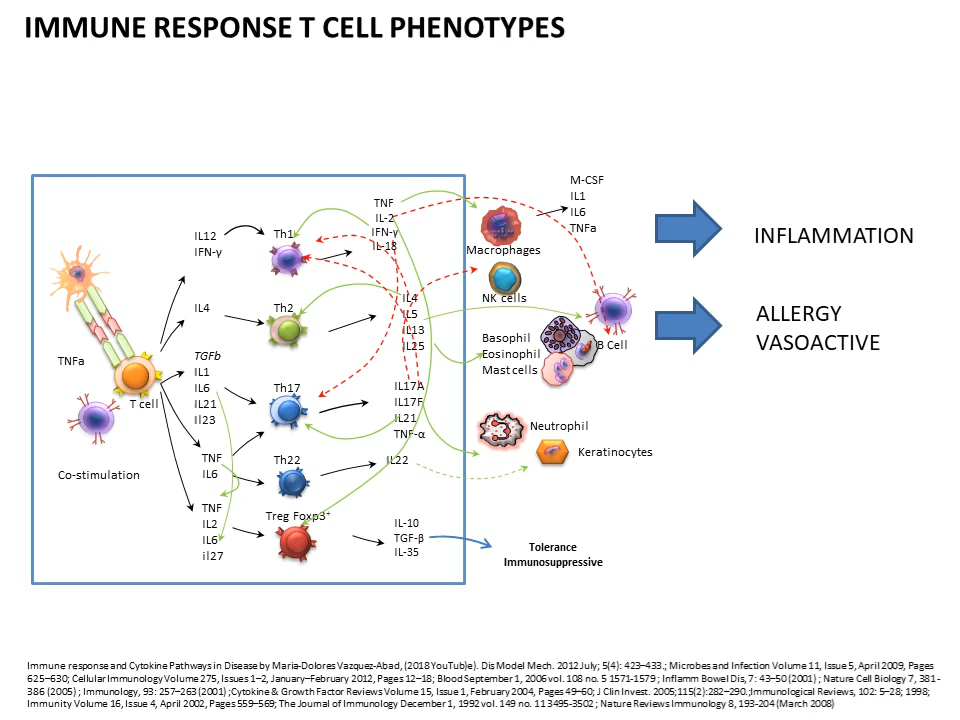 IMMUNE RESPONSE T CELL PHENOTYPES
TNFa
T cell
Co-stimulation
IL12
IFN-γ
IL4
TGFb
IL1
IL6
IL21
Il23
TNF
IL6
TNF
IL2
IL6
il27
Th1
Th2
Th17
Th22
Treg Foxp3+
TNF
IL-2
IFN-γ
IL-18
IL4
IL5
IL13
IL25
IL17A
IL17F
IL21
TNF-α
IL22
IL-10
TGF-β
IL-35
M-CSF
IL1
IL6
TNFa
Macrophages
NK cells
Basophil
Eosinophil
Mast cells
B Cell
Neutrophil
Keratinocytes
Tolerance
Immunosuppressive
INFLAMMATION
ALLERGY
VASOACTIVE
Immune response and Cytokine Pathways in Disease by Maria-Dolores Vazquez-Abad, (2018 YouTub)e). Dis Model Mech. 2012 July; 5(4): 423–433.; Microbes and Infection Volume 11, Issue 5, April 2009, Pages
625–630; Cellular Immunology Volume 275, Issues 1–2, January–February 2012, Pages 12–18; Blood September 1, 2006 vol. 108 no. 5 1571-1579 ; Inflamm Bowel Dis, 7: 43–50 (2001) ; Nature Cell Biology 7, 381 -
386 (2005) ; Immunology, 93: 257–263 (2001) ;Cytokine & Growth Factor Reviews Volume 15, Issue 1, February 2004, Pages 49–60; J Clin Invest. 2005;115(2):282–290.;Immunological Reviews, 102: 5–28; 1998;
Immunity Volume 16, Issue 4, April 2002, Pages 559–569; The Journal of Immunology December 1, 1992 vol. 149 no. 11 3495-3502 ; Nature Reviews Immunology 8, 193-204 (March 2008)